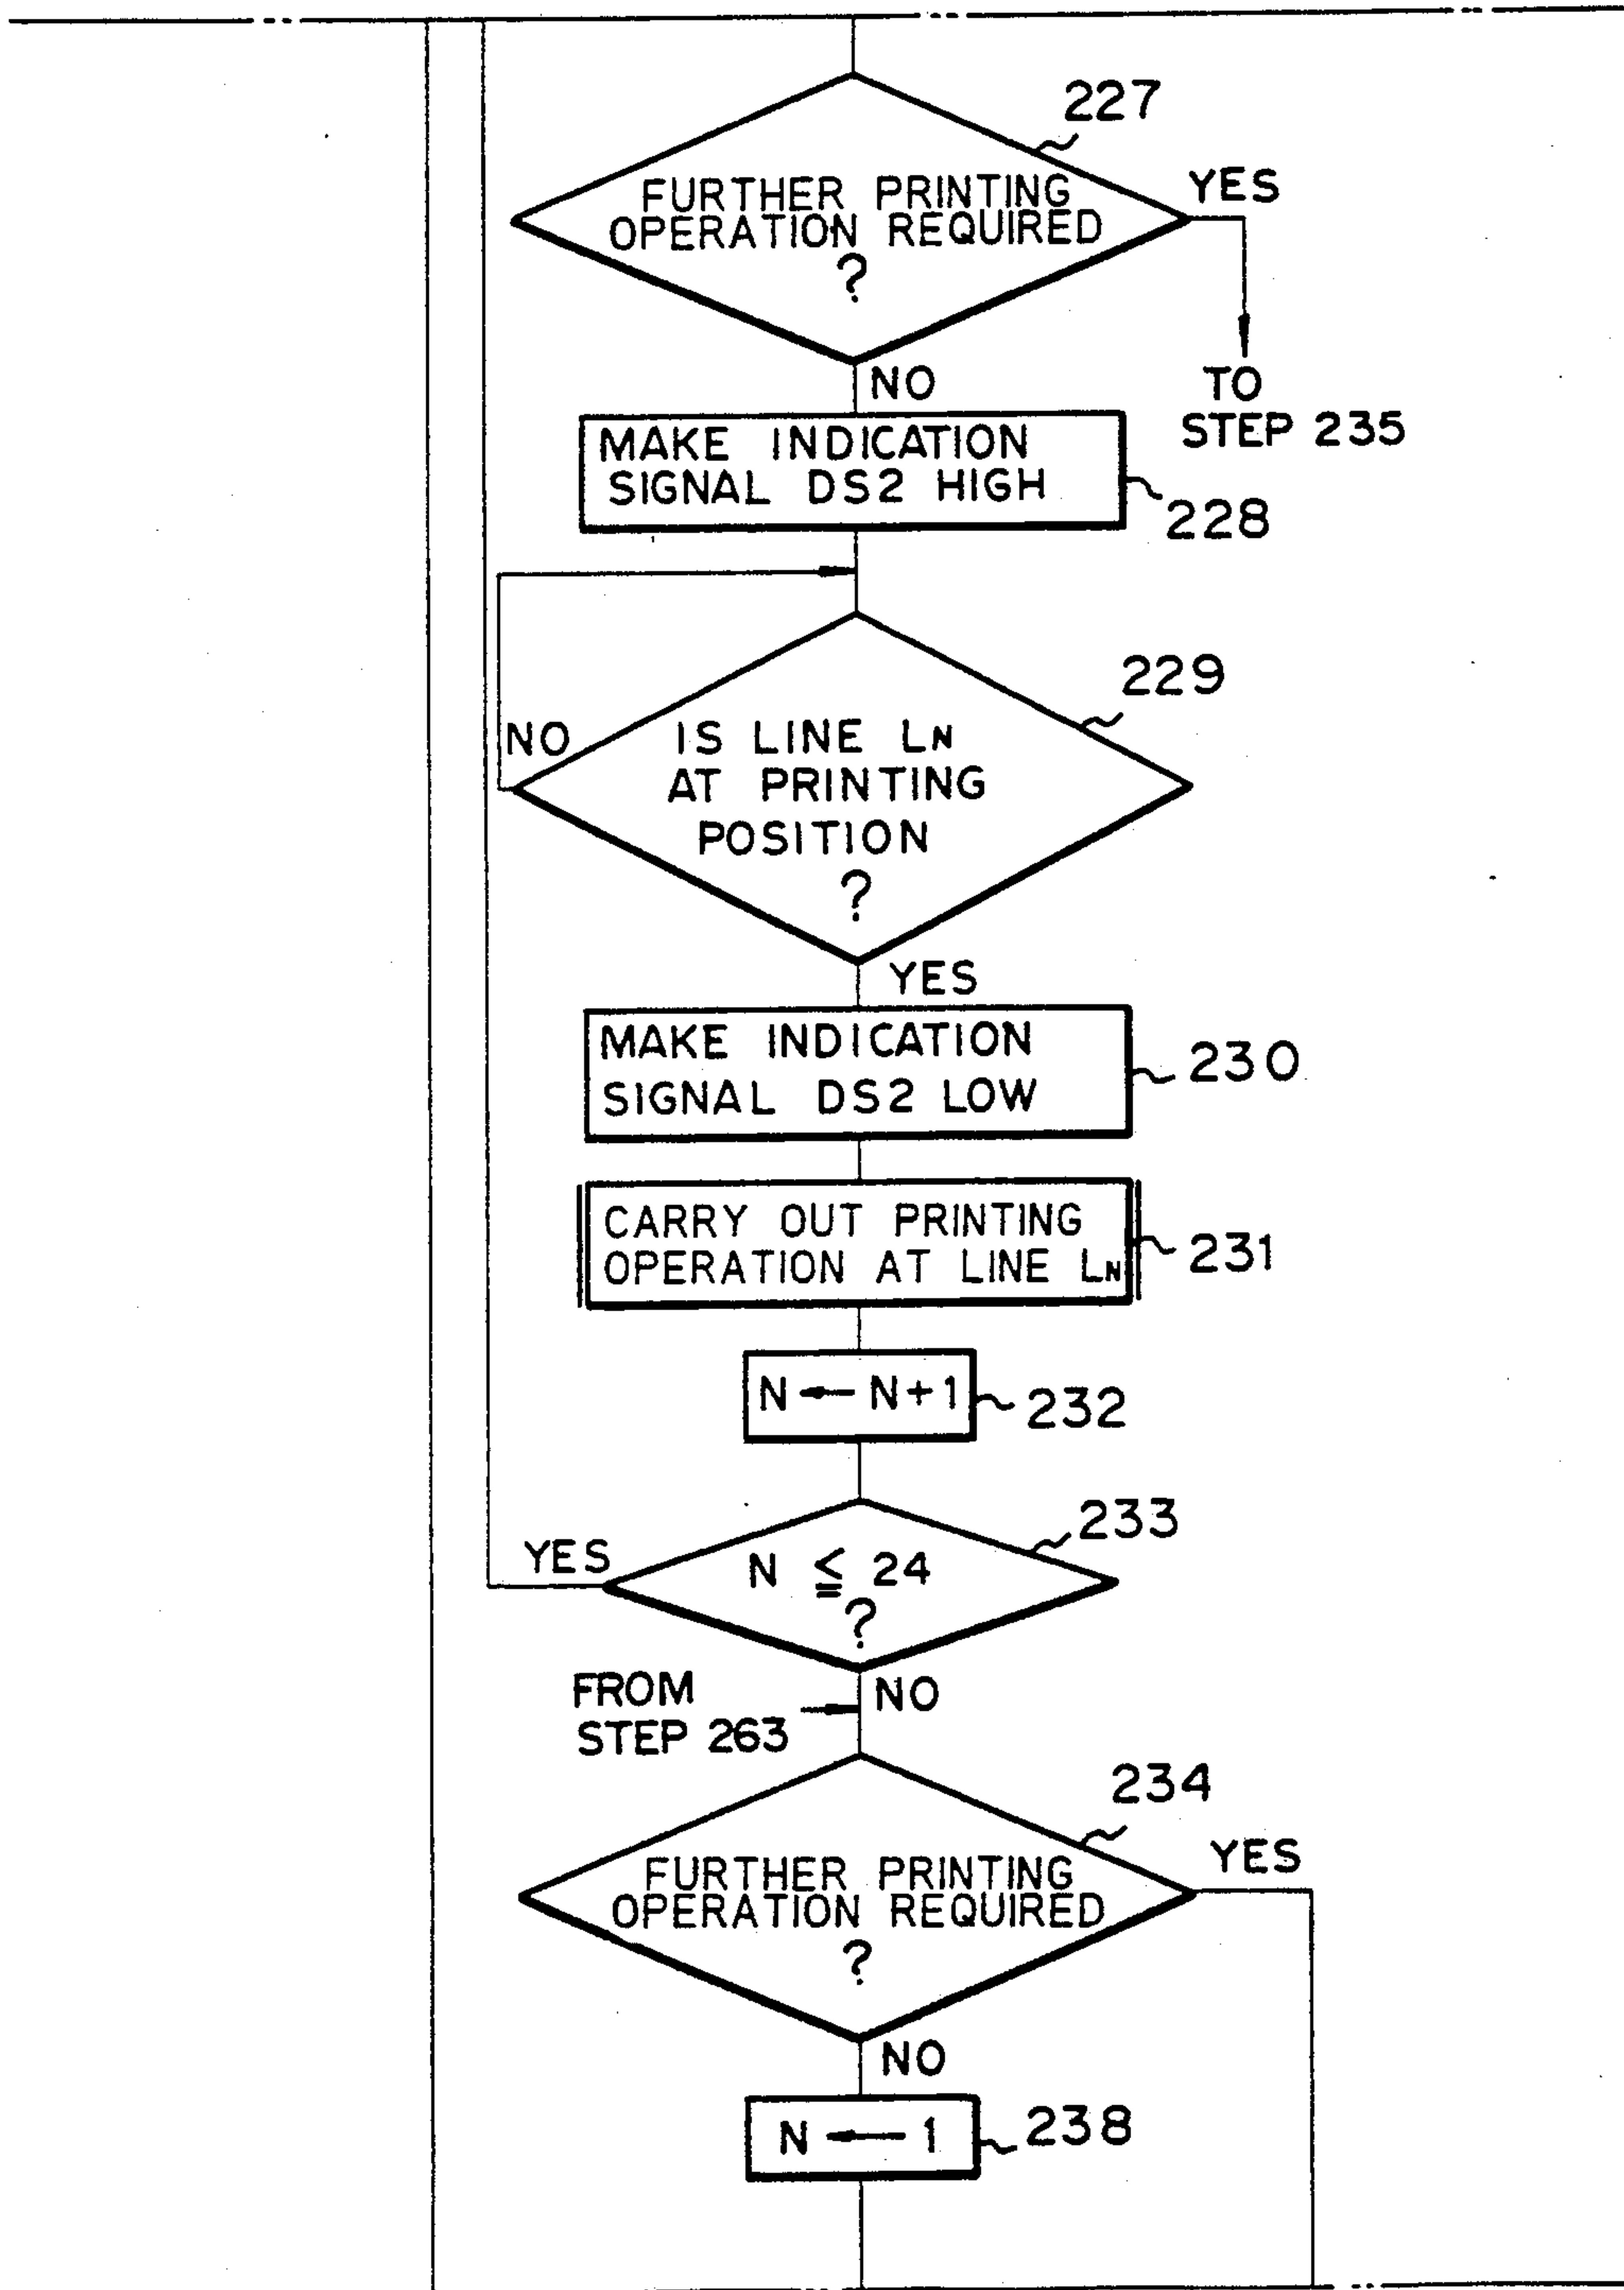 227
FURTHER PRINTING
OPERATION REQUIRED
?
YES
TO
STEP 235
NO
MAKE INDICATION
SIGNAL DS2 HIGH
228
229
NO
IS LINE LN
AT PRINTING
POSITION
?
YES
MAKE INDICATION
SIGNAL DS2 LOW
230
CARRY OUT PRINTING
OPERATION AT LINE LN
231
N ← N+1
232
233
YES
N ≦ 24
?
NO
FROM
STEP 263
234
YES
FURTHER PRINTING
OPERATION REQUIRED
?
NO
N ← 1
238